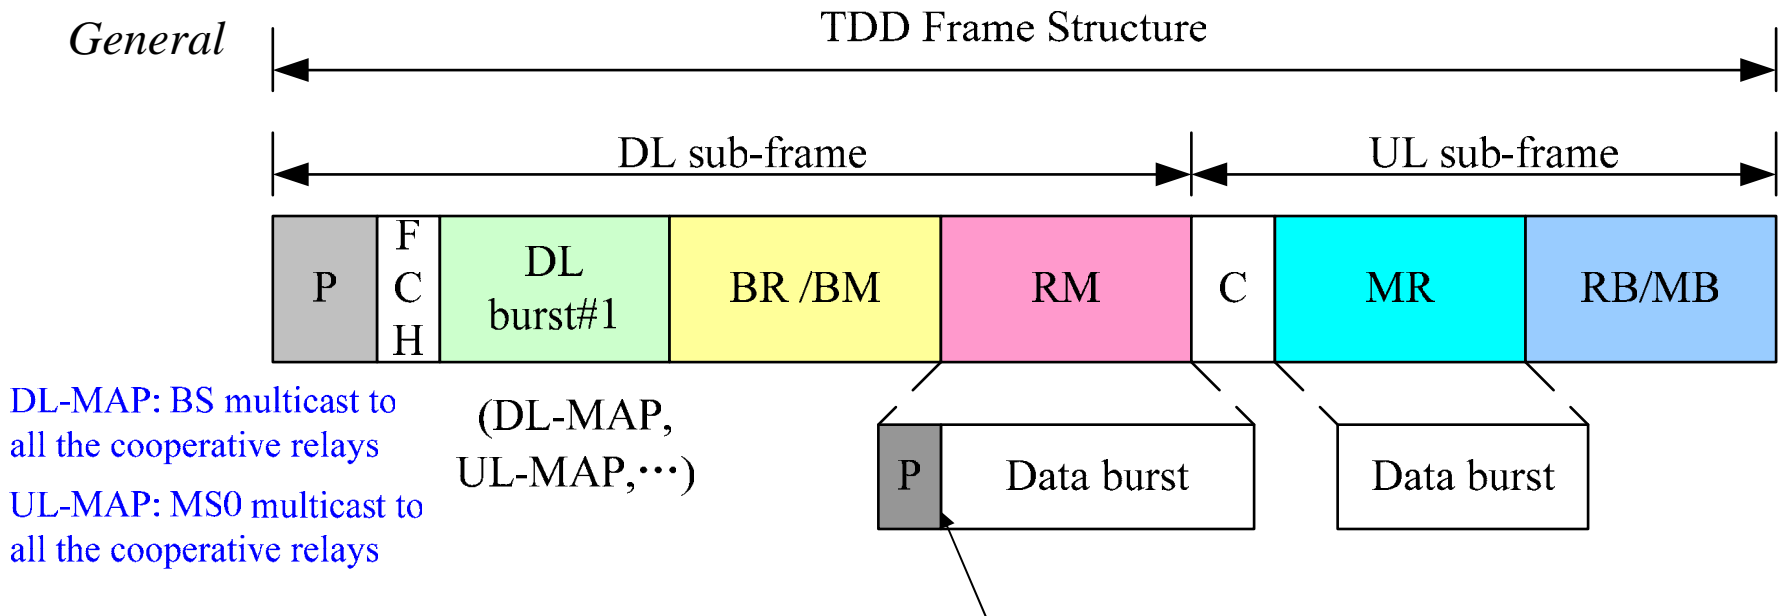 General
TDD Frame Structure
DL sub-frame
UL sub-frame
P
F
C
H
DL
burst#1
BR /BM
RM
C
MR
RB/MB
DL-MAP: BS multicast to
all the cooperative relays
UL-MAP: MS0 multicast to
all the cooperative relays
(DL-MAP,
UL-MAP,···)
P
Data burst
Data burst